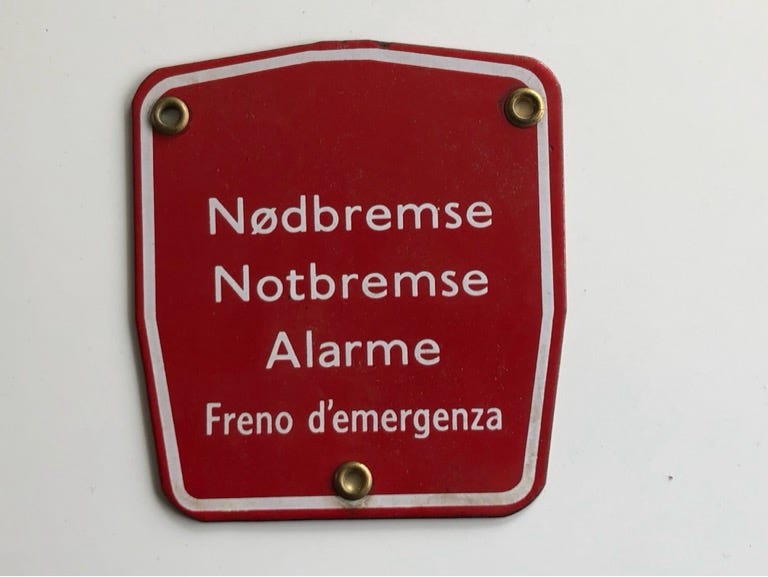 Nødbremse
Notbremse
Alarme
Freno d'emergenza